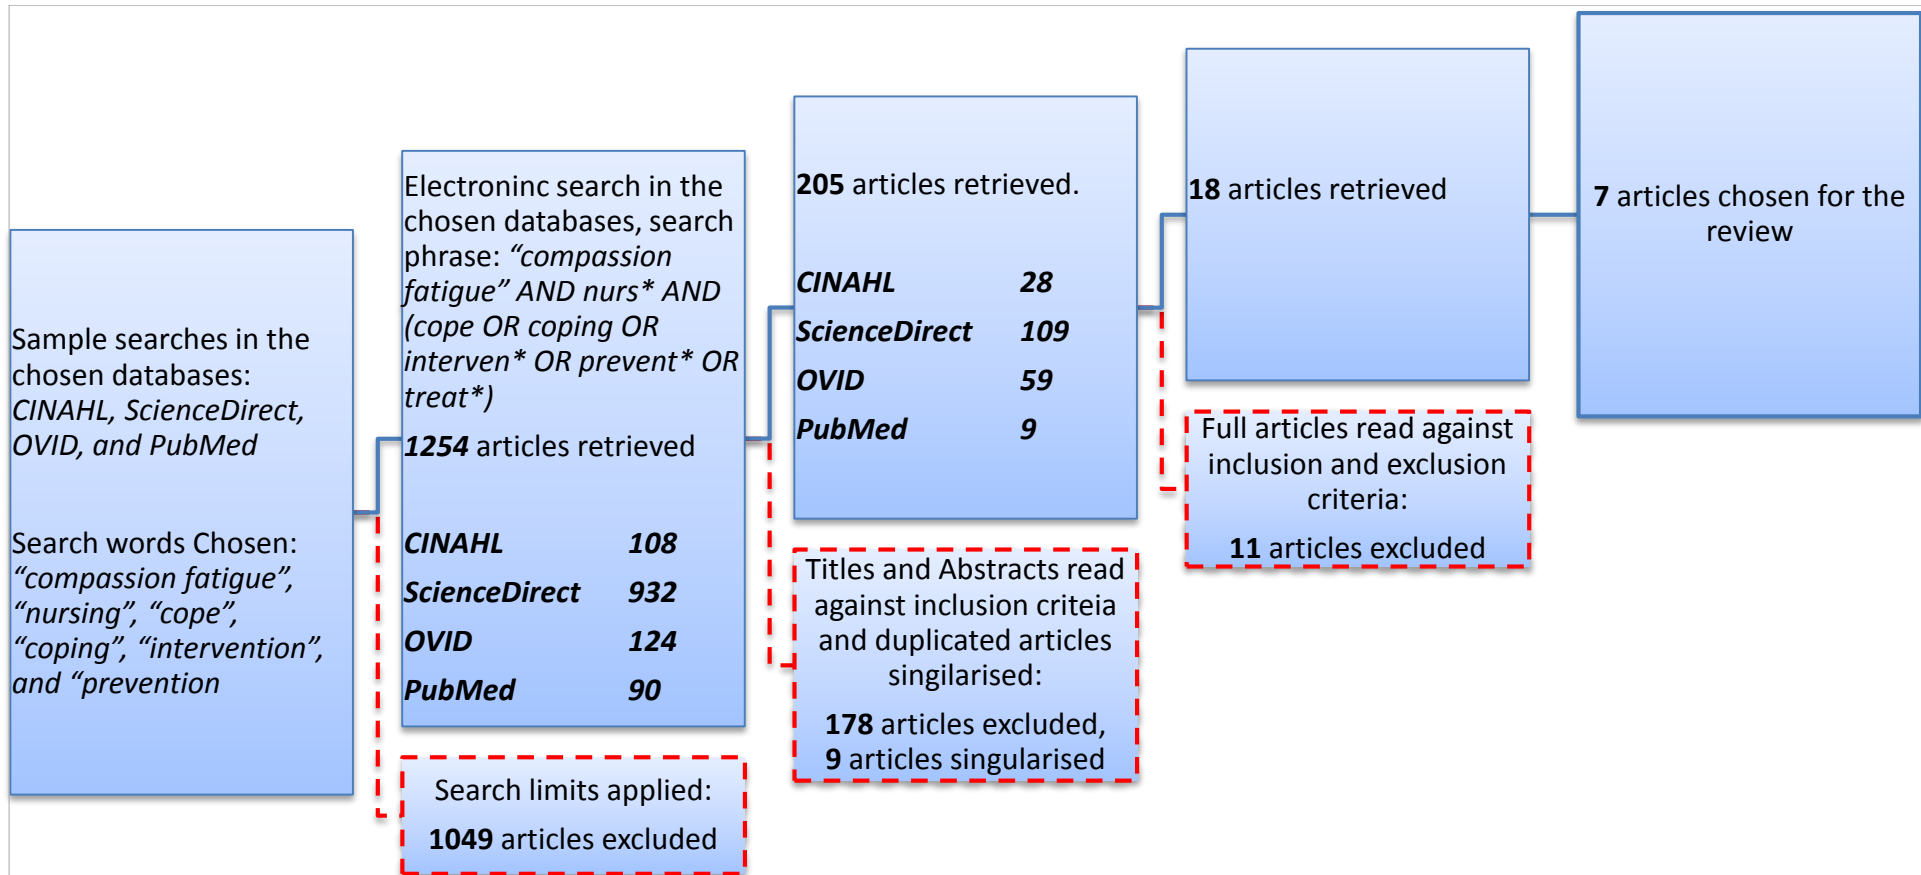 Sample searches in the
chosen databases:
CINAHL, ScienceDirect,
OVID, and PubMed
Search words Chosen:
“compassion fatigue”,
“nursing”, “cope”,
“coping”, “intervention”,
and “prevention
Electroninc search in the
chosen databases, search
phrase: “compassion
fatigue” AND nurs* AND
(cope OR coping OR
interven* OR prevent* OR
treat*)
1254 articles retrieved
CINAHL 108
ScienceDirect 932
OVID 124
PubMed 90
Search limits applied:
1049 articles excluded
205 articles retrieved.
CINAHL 28
ScienceDirect 109
OVID 59
PubMed 9
Titles and Abstracts read
against inclusion criteia
and duplicated articles
singilarised:
178 articles excluded,
9 articles singularised
18 articles retrieved
Full articles read against
inclusion and exclusion
criteria:
11 articles excluded
7 articles chosen for the
review